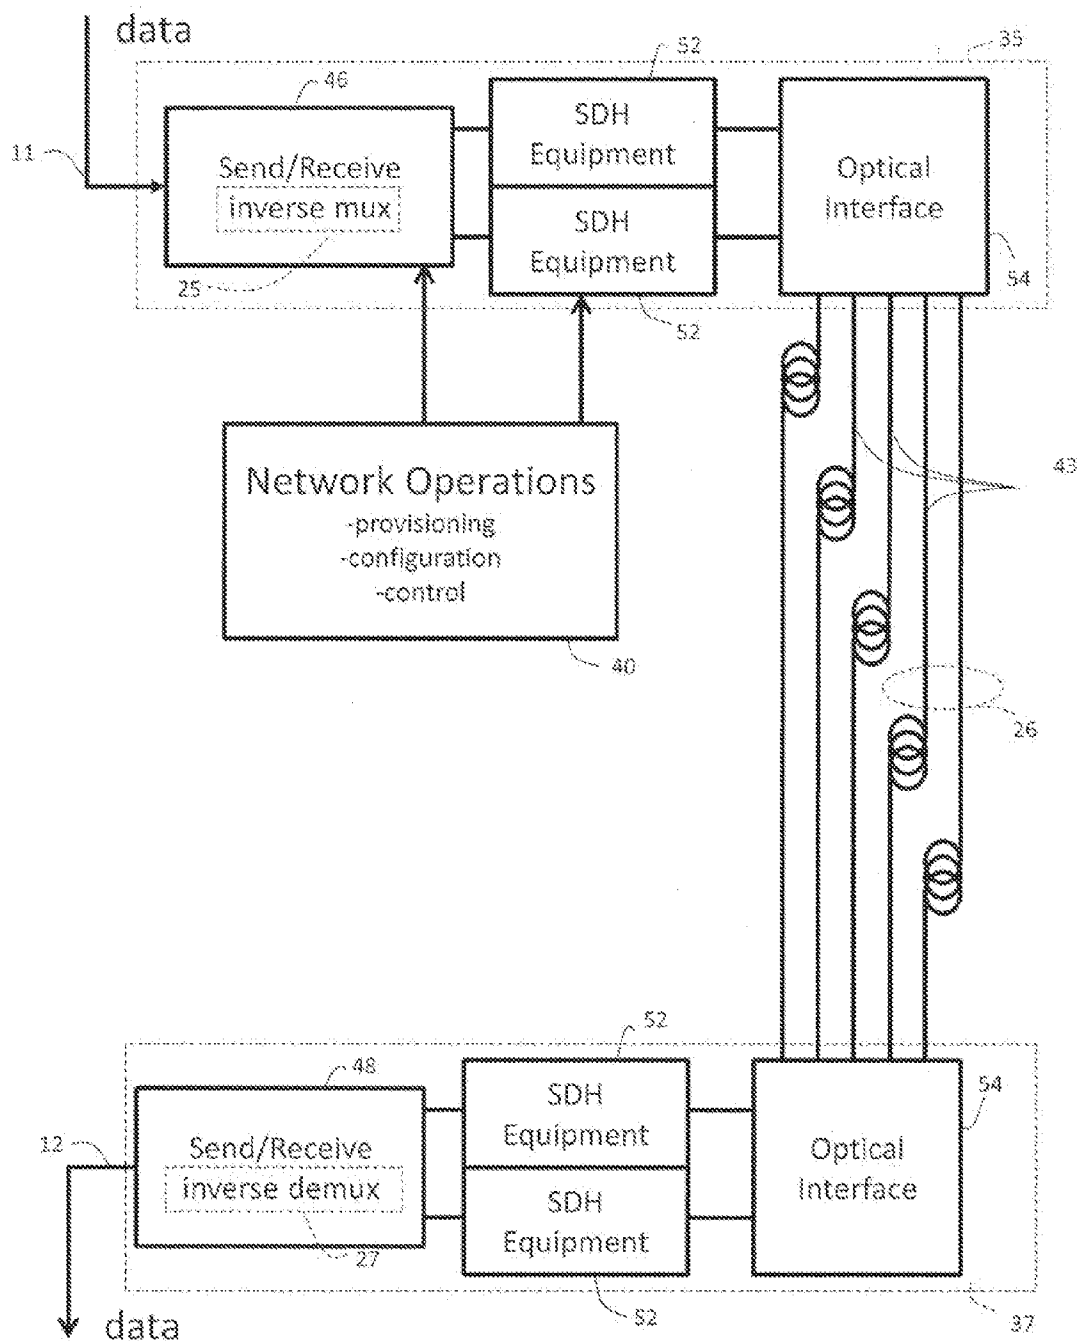 data
35
52
46
SDH
Equipment
Optical
Interface
11
Send/Receive
inverse mux
SDH
Equipment
25
54
52
Network Operations
-provisioning
-configuration
-control
43
40
26
52
48
54
SDH
Equipment
12
Send/Receive
inverse demux
Optical
Interface
SDH
Equipment
27
52
37
data